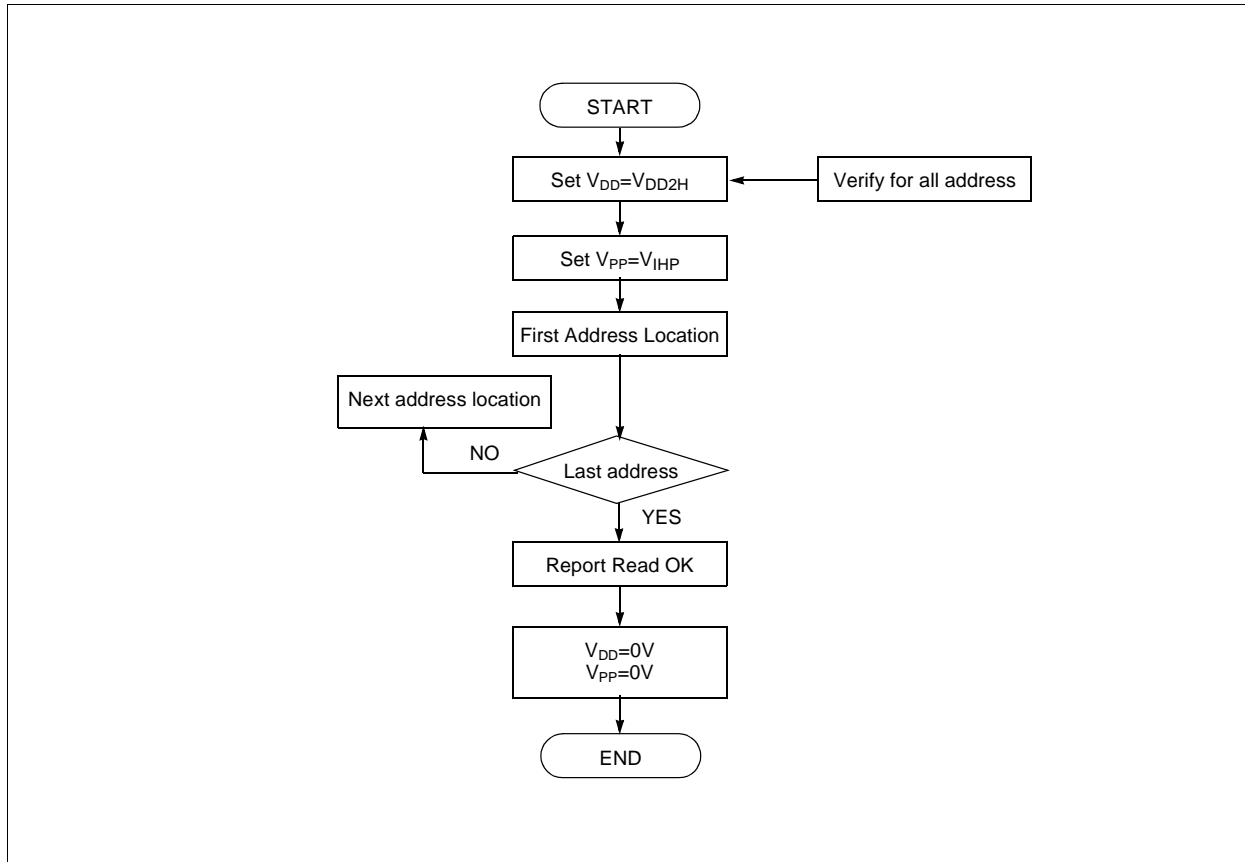 START
Set VDD=VDD2H
Verify for all address
Set VPP=VIHP
First Address Location
Next address location
NO
Last address
YES
Report Read OK
VDD=0V
VPP=0V
END